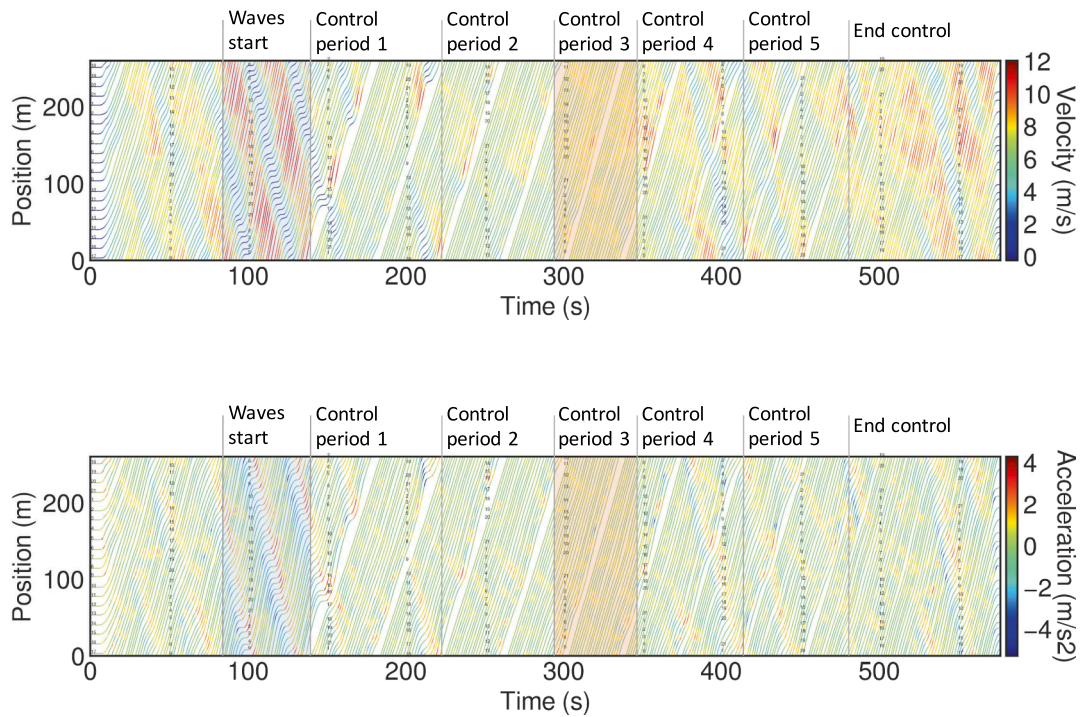 Waves start
Control period 1
Control period 2
Control period 3
Control period 4
Control period 5
End control
Position (m)
200
100
0
0
100
200
300
400
500
Time (s)
12
10
8
6
4
2
0
Velocity (m/s)
Waves start
Control period 1
Control period 2
Control period 3
Control period 4
Control period 5
End control
Position (m)
200
100
0
0
100
200
300
400
500
Time (s)
4
2
0
−2
−4
Acceleration (m/s2)